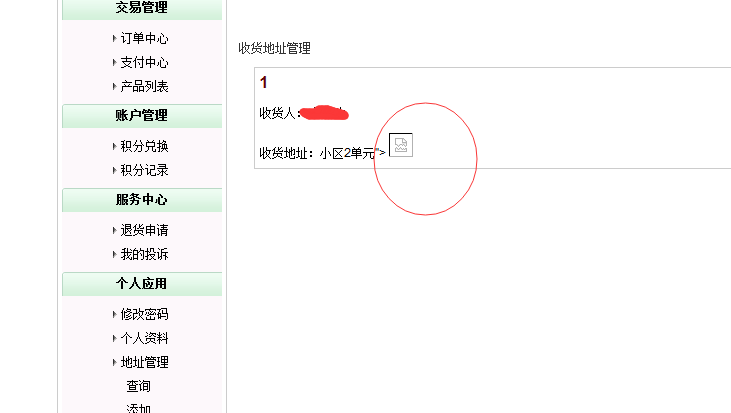 交易管理
订单中心
支付中心
产品列表
账户管理
积分兑换
积分记录
服务中心
退货申请
我的投诉
个人应用
修改密码
个人资料
地址管理
查询
添加
收货地址管理
1
收货人：
收货地址：小区2单元">